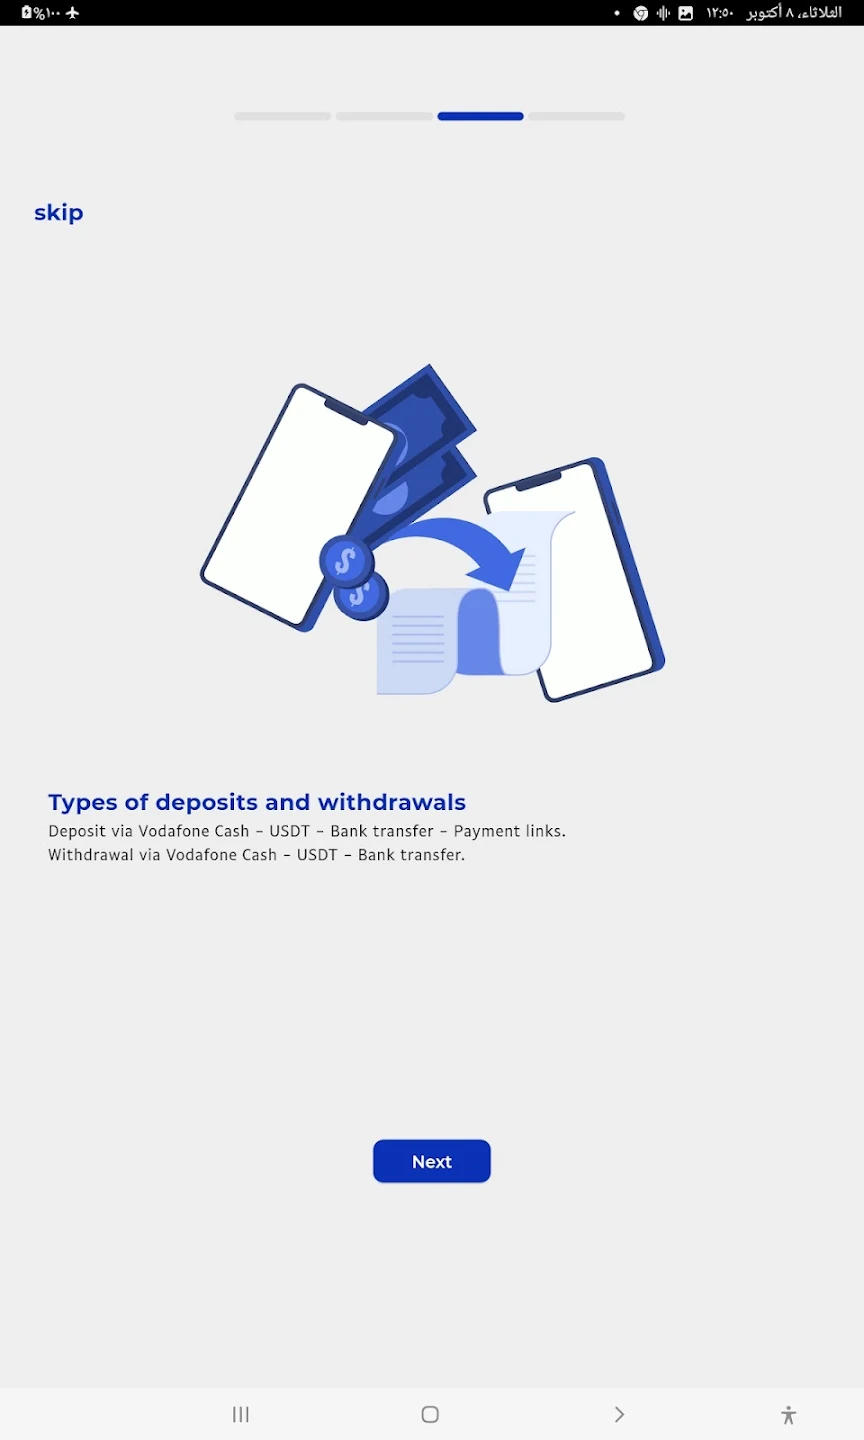 %١٠٠
١٢:٥٠ الثلاثاء، ٨ أكتوبر
skip
$
$
Types of deposits and withdrawals
Deposit via Vodafone Cash – USDT – Bank transfer – Payment links.
Withdrawal via Vodafone Cash – USDT – Bank transfer.
Next